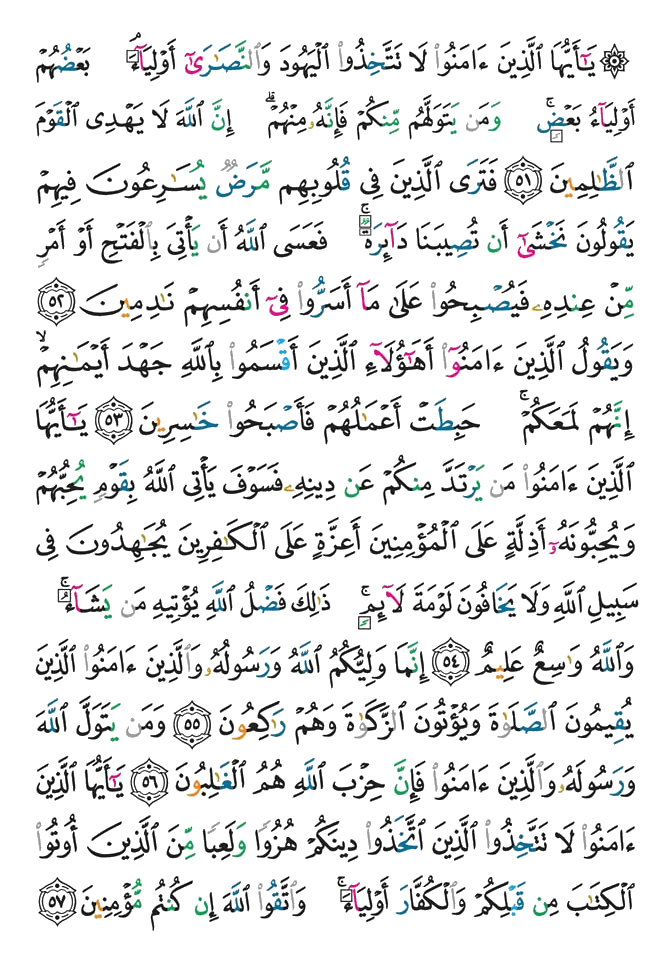 ۞ يَـٰٓأَيُّهَا ٱلَّذِينَ ءَامَنُوا۟ لَا تَتَّخِذُوا۟ ٱلْيَهُودَ وَٱلنَّصَـٰرَىٰٓ أَوْلِيَآءَ ۘ بَعْضُهُمْ
أَوْلِيَآءُ بَعْضٍ ۚ وَمَن يَتَوَلَّهُم مِّنكُمْ فَإِنَّهُۥ مِنْهُمْ ۗ إِنَّ ٱللَّهَ لَا يَهْدِى ٱلْقَوْمَ
ٱلظَّـٰلِمِينَ ٥١ فَتَرَى ٱلَّذِينَ فِى قُلُوبِهِم مَّرَضٌ يُسَـٰرِعُونَ فِيهِمْ
يَقُولُونَ نَخْشَىٰٓ أَن تُصِيبَنَا دَآئِرَةٌ ۚ فَعَسَى ٱللَّهُ أَن يَأْتِىَ بِٱلْفَتْحِ أَوْ أَمْرٍ
مِّنْ عِندِهِۦ فَيُصْبِحُوا۟ عَلَىٰ مَآ أَسَرُّوا۟ فِىٓ أَنفُسِهِمْ نَـٰدِمِينَ ٥٢
وَيَقُولُ ٱلَّذِينَ ءَامَنُوٓا۟ أَهَـٰٓؤُلَآءِ ٱلَّذِينَ أَقْسَمُوا۟ بِٱللَّهِ جَهْدَ أَيْمَـٰنِهِمْ ۙ
إِنَّهُمْ لَمَعَكُمْ ۚ حَبِطَتْ أَعْمَـٰلُهُمْ فَأَصْبَحُوا۟ خَـٰسِرِينَ ٥٣ يَـٰٓأَيُّهَا
ٱلَّذِينَ ءَامَنُوا۟ مَن يَرْتَدَّ مِنكُمْ عَن دِينِهِۦ فَسَوْفَ يَأْتِى ٱللَّهُ بِقَوْمٍ يُحِبُّهُمْ
وَيُحِبُّونَهُۥٓ أَذِلَّةٍ عَلَى ٱلْمُؤْمِنِينَ أَعِزَّةٍ عَلَى ٱلْكَـٰفِرِينَ يُجَـٰهِدُونَ فِى
سَبِيلِ ٱللَّهِ وَلَا يَخَافُونَ لَوْمَةَ لَآئِمٍ ۚ ذَٰلِكَ فَضْلُ ٱللَّهِ يُؤْتِيهِ مَن يَشَآءُ ۚ
وَٱللَّهُ وَٰسِعٌ عَلِيمٌ ٥٤ إِنَّمَا وَلِيُّكُمُ ٱللَّهُ وَرَسُولُهُۥ وَٱلَّذِينَ ءَامَنُوا۟ ٱلَّذِينَ
يُقِيمُونَ ٱلصَّلَوٰةَ وَيُؤْتُونَ ٱلزَّكَوٰةَ وَهُمْ رَٰكِعُونَ ٥٥ وَمَن يَتَوَلَّ ٱللَّهَ
وَرَسُولَهُۥ وَٱلَّذِينَ ءَامَنُوا۟ فَإِنَّ حِزْبَ ٱللَّهِ هُمُ ٱلْغَـٰلِبُونَ ٥٦ يَـٰٓأَيُّهَا ٱلَّذِينَ
ءَامَنُوا۟ لَا تَتَّخِذُوا۟ ٱلَّذِينَ ٱتَّخَذُوا۟ دِينَكُمْ هُزُوًا وَلَعِبًا مِّنَ ٱلَّذِينَ أُوتُوا۟
ٱلْكِتَـٰبَ مِن قَبْلِكُمْ وَٱلْكُفَّارَ أَوْلِيَآءَ ۚ وَٱتَّقُوا۟ ٱللَّهَ إِن كُنتُم مُّؤْمِنِينَ ٥٧